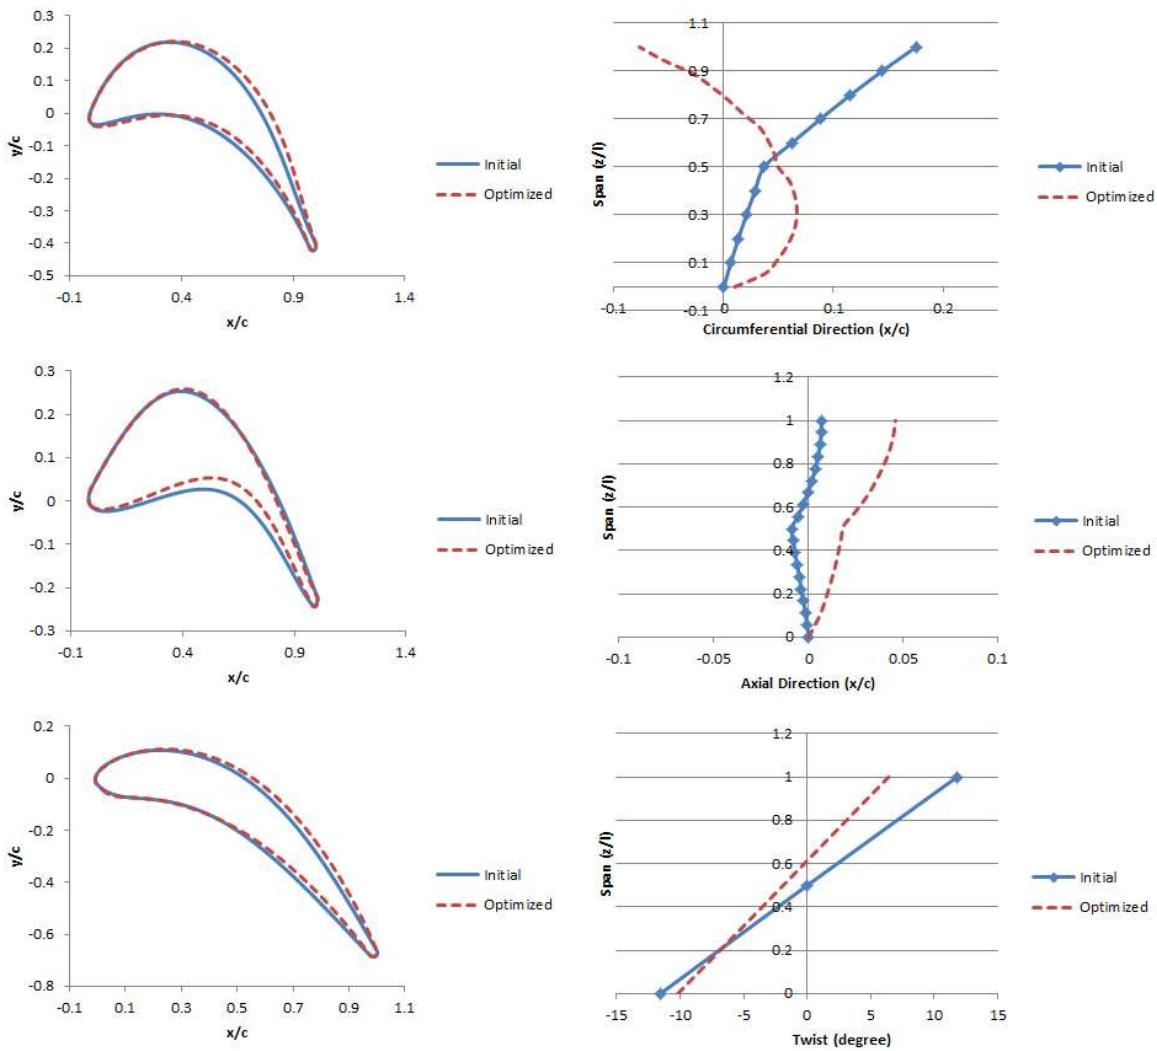 0.3
0.2
0.1
0
-0.1
-0.2
-0.3
-0.4
-0.5
y/c
-0.1 0.4 0.9 1.4
x/c
Initial
Optimized
1.1
0.9
0.7
0.5
0.3
0.1
-0.1
Span (z/l)
-0.1 0 0.1 0.2
Circumferential Direction (x/c)
Initial
Optimized
0.3
0.2
0.1
0
-0.1
-0.2
-0.3
y/c
-0.1 0.4 0.9 1.4
x/c
Initial
Optimized
1.2
1
0.8
0.6
0.4
0.2
0
Span (z/l)
-0.1 -0.05 0 0.05 0.1
Axial Direction (x/c)
Initial
Optimized
0.2
0
-0.2
-0.4
-0.6
-0.8
y/c
-0.1 0.1 0.3 0.5 0.7 0.9 1.1
x/c
Initial
Optimized
1.2
1
0.8
0.6
0.4
0.2
0
Span (z/l)
-15 -10 -5 0 5 10 15
Twist (degree)
Initial
Optimized